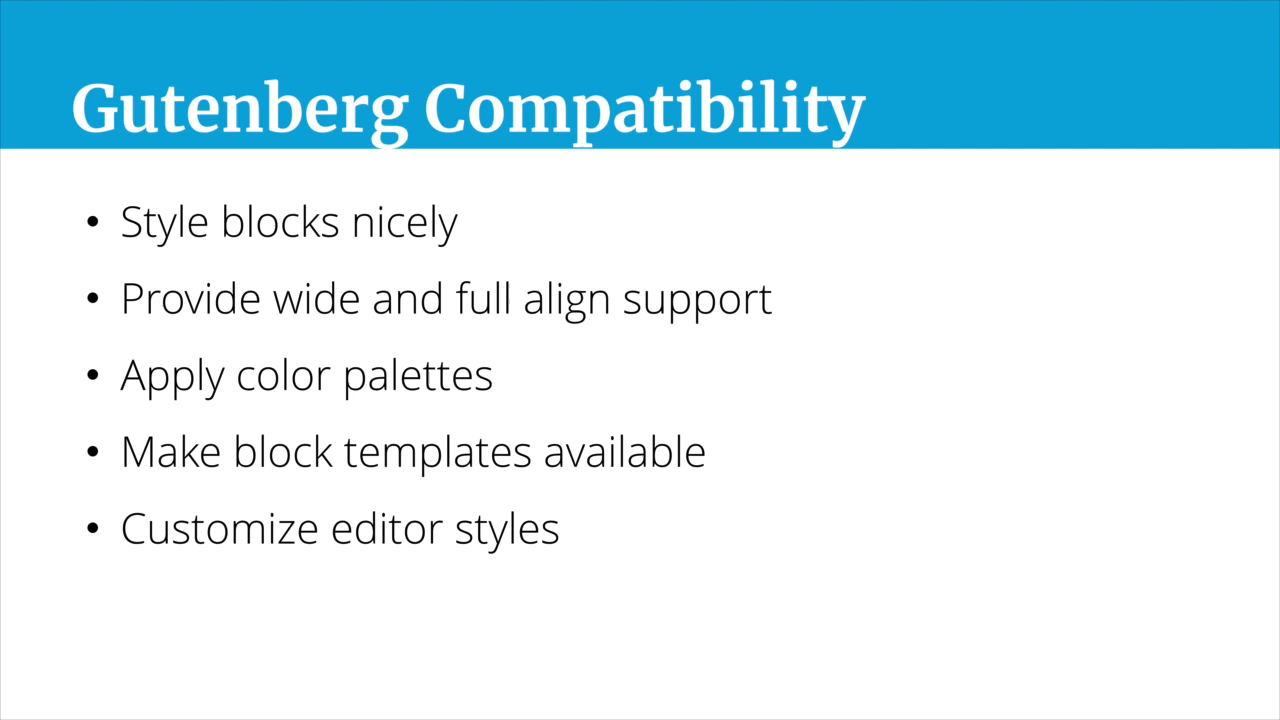 Gutenberg Compatibility
• Style blocks nicely
• Provide wide and full align support
• Apply color palettes
• Make block templates available
• Customize editor styles